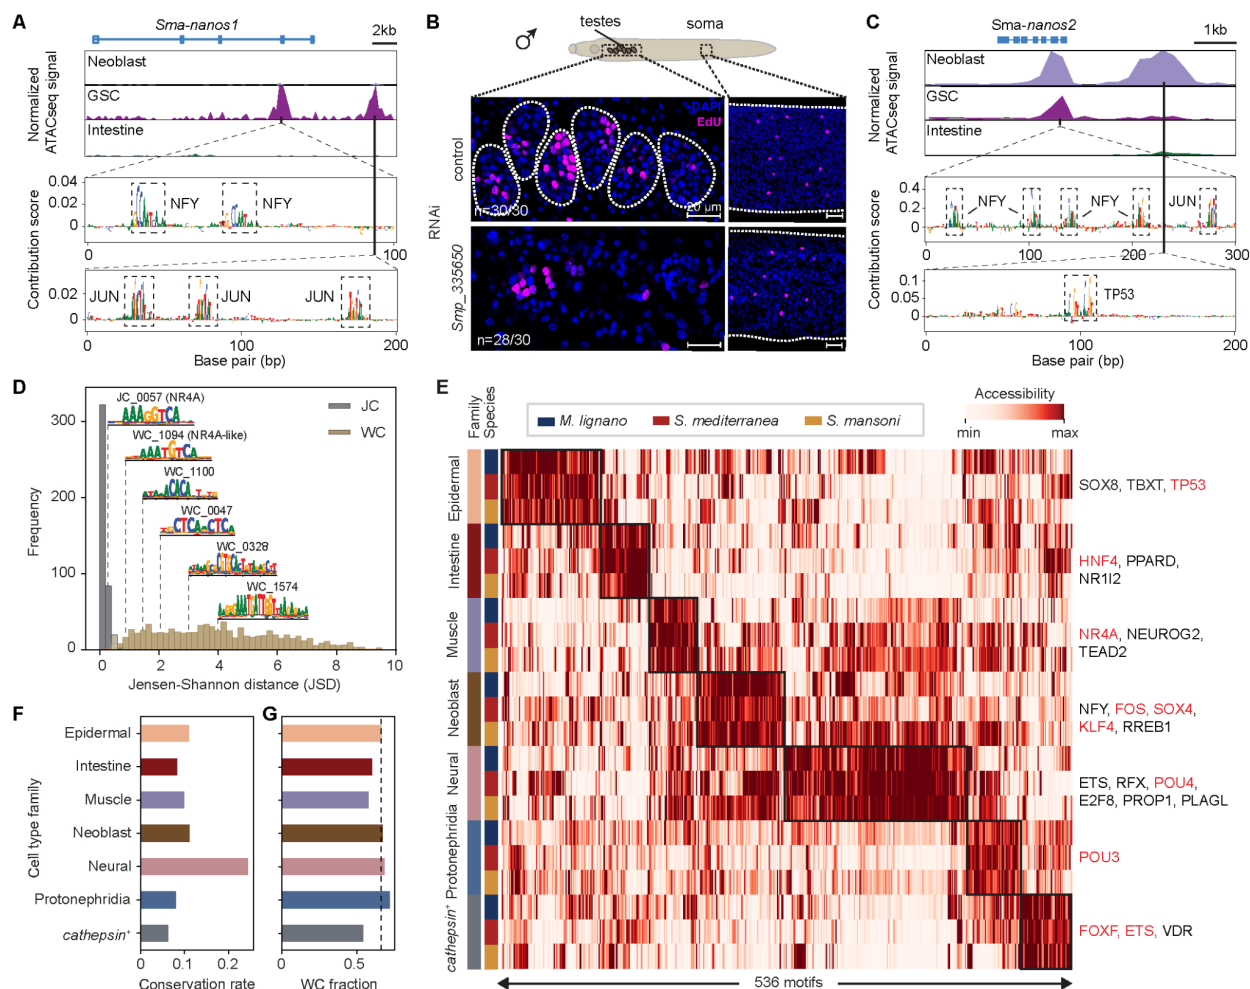 A
Sma-nanos1
2kb
Normalized
ATACseq signal
Neoblast
GSC
Intestine
Contribution score
0.04
0.02
0
NFY
NFY
0
100
0.02
0
JUN
JUN
JUN
0
200
Base pair (bp)
B
testes
soma
♂
RNAi
control
DAPI
EdU
n=30/30
20 µm
Smp_335650
n=28/30
C
Sma-nanos2
1kb
Normalized
ATACseq signal
Neoblast
GSC
Intestine
Contribution score
0.4
0.2
0
NFY
NFY
JUN
0
100
200
300
0.1
0.05
0
TP53
0
200
Base pair (bp)
D
Frequency
300
200
100
0
JC_0057 (NR4A)
AAAGGTCA
WC_1094 (NR4A-like)
AAATGTCA
WC_1100
CACA
WC_0047
CTCA CTCA
WC_0328
WC_1574
JC
WC
0
2
4
6
8
10
Jensen-Shannon distance (JSD)
E
Family
Species
M. lignano
S. mediterranea
S. mansoni
Accessibility
min
max
Epidermal
Intestine
Muscle
Neoblast
Neural
Protonephridia
cathepsin+
SOX8, TBXT, TP53
HNF4, PPARD,
NR1I2
NR4A, NEUROG2,
TEAD2
NFY, FOS, SOX4,
KLF4, RREB1
ETS, RFX, POU4,
E2F8, PROP1, PLAGL
POU3
FOXF, ETS, VDR
536 motifs
F
Cell type family
Epidermal
Intestine
Muscle
Neoblast
Neural
Protonephridia
cathepsin+
0
0.1
0.2
Conservation rate
G
0
0.5
WC fraction